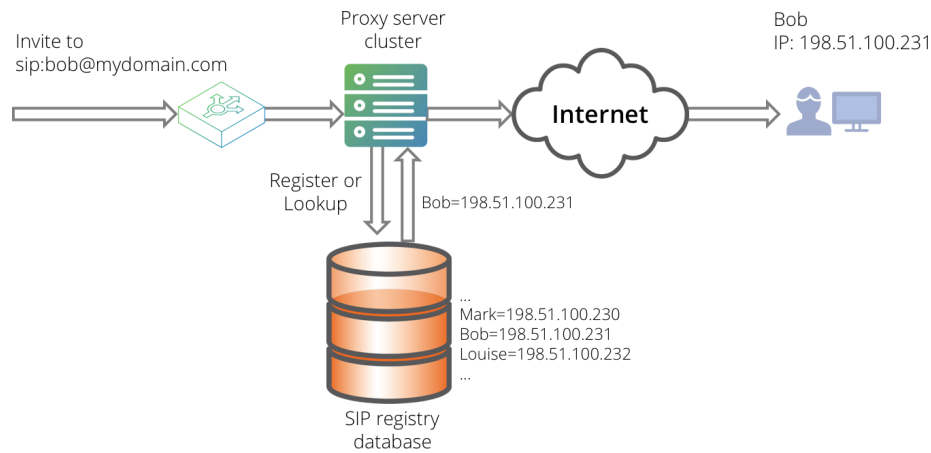 Invite to
sip:bob@mydomain.com
Proxy server
cluster
Internet
Bob
IP: 198.51.100.231
Register or
Lookup
Bob=198.51.100.231
...
Mark=198.51.100.230
Bob=198.51.100.231
Louise=198.51.100.232
...
SIP registry
database